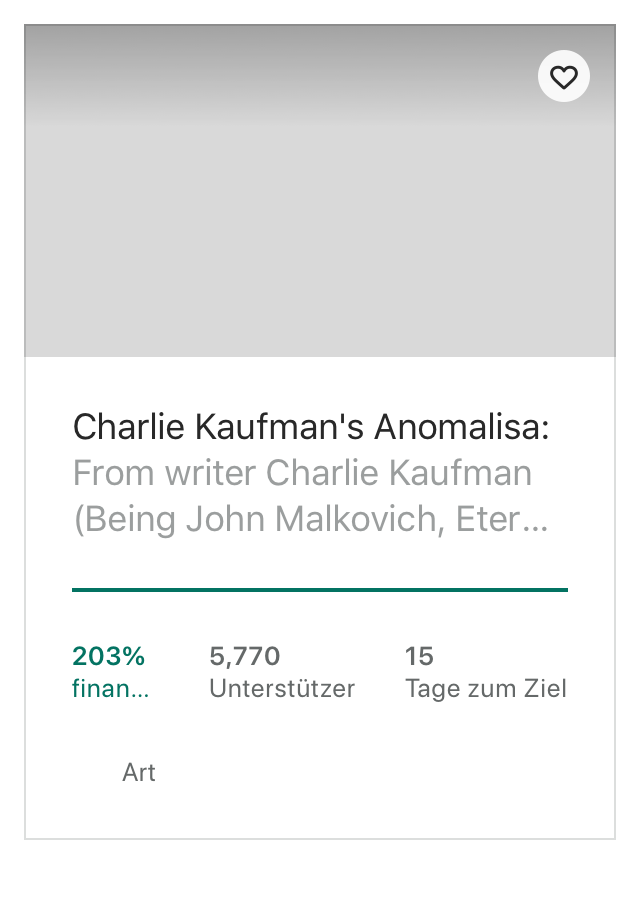 Charlie Kaufman's Anomalisa:
From writer Charlie Kaufman
(Being John Malkovich, Eter...
203% 5,770 15
finan... Unterstützer Tage zum Ziel
Art